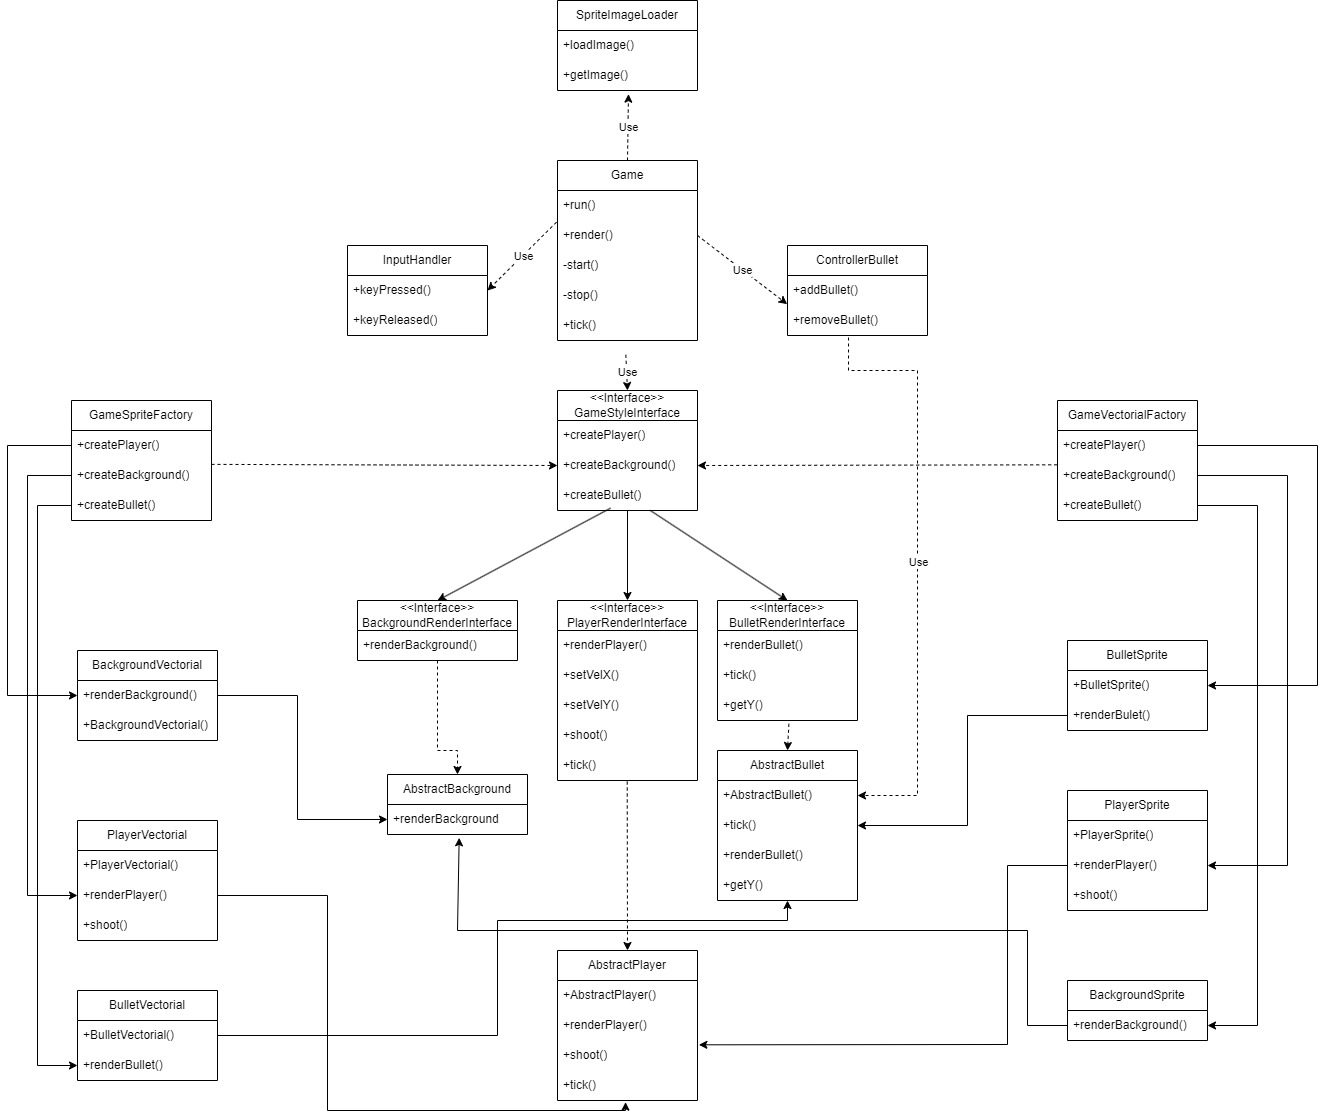 SpriteImageLoader
+loadImage()
+getImage()
Use
Game
+run()
+render()
-start()
-stop()
+tick()
Use
Use
InputHandler
+keyPressed()
+keyReleased()
ControllerBullet
+addBullet()
+removeBullet()
Use
<<Interface>>
GameStyleInterface
+createPlayer()
+createBackground()
+createBullet()
GameSpriteFactory
+createPlayer()
+createBackground()
+createBullet()
GameVectorialFactory
+createPlayer()
+createBackground()
+createBullet()
Use
<<Interface>>
BackgroundRenderInterface
+renderBackground()
<<Interface>>
PlayerRenderInterface
+renderPlayer()
+setVelX()
+setVelY()
+shoot()
+tick()
<<Interface>>
BulletRenderInterface
+renderBullet()
+tick()
+getY()
BackgroundVectorial
+renderBackground()
+BackgroundVectorial()
BulletSprite
+BulletSprite()
+renderBulet()
AbstractBackground
+renderBackground
AbstractBullet
+AbstractBullet()
+tick()
+renderBullet()
+getY()
PlayerVectorial
+PlayerVectorial()
+renderPlayer()
+shoot()
PlayerSprite
+PlayerSprite()
+renderPlayer()
+shoot()
AbstractPlayer
+AbstractPlayer()
+renderPlayer()
+shoot()
+tick()
BulletVectorial
+BulletVectorial()
+renderBullet()
BackgroundSprite
+renderBackground()